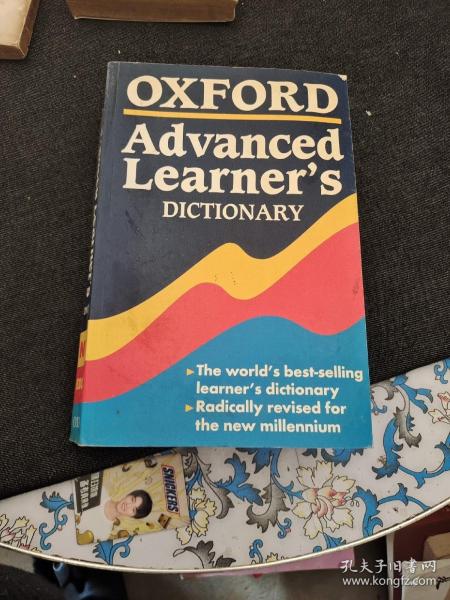 OXFORD
Advanced
Learner's
DICTIONARY
▸The world's best-selling
learner's dictionary
▸Radically revised for
the new millennium
SNICKERS
孔夫子旧书网
www.kongfz.com